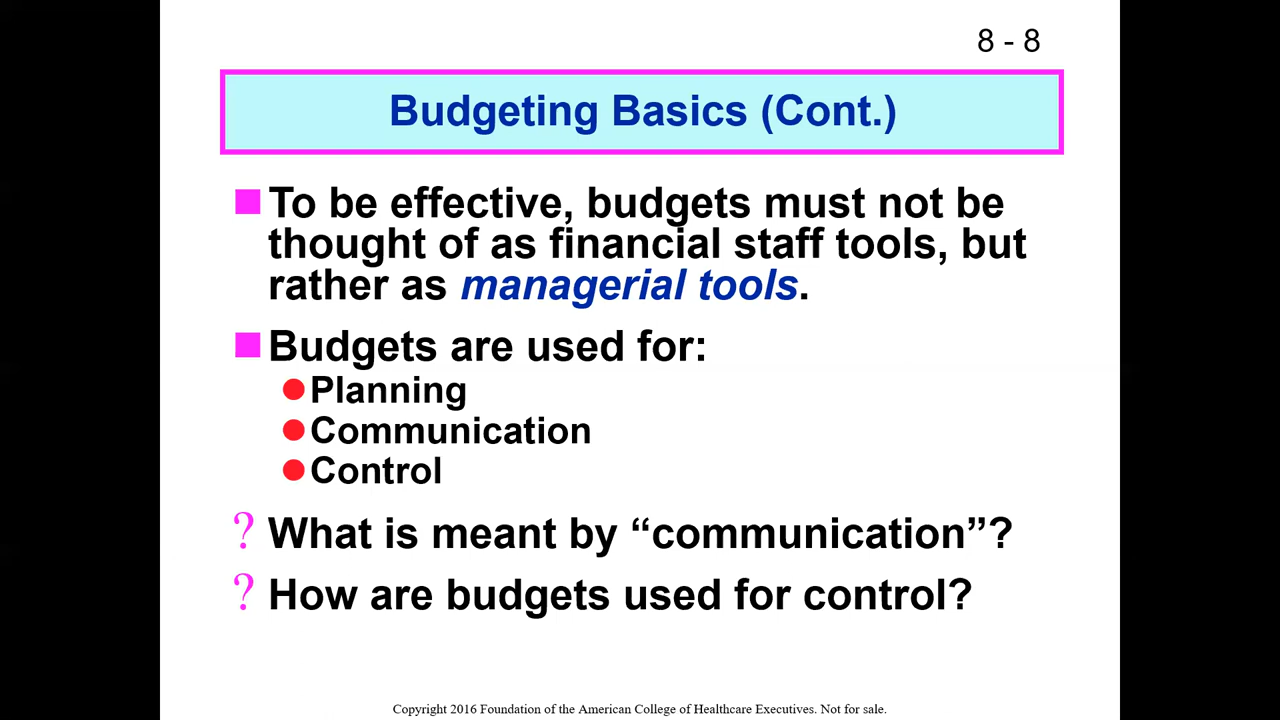 8 - 8
Budgeting Basics (Cont.)
To be effective, budgets must not be
thought of as financial staff tools, but
rather as managerial tools.
Budgets are used for:
Planning
Communication
Control
? What is meant by “communication”?
? How are budgets used for control?
Copyright 2016 Foundation of the American College of Healthcare Executives. Not for sale.